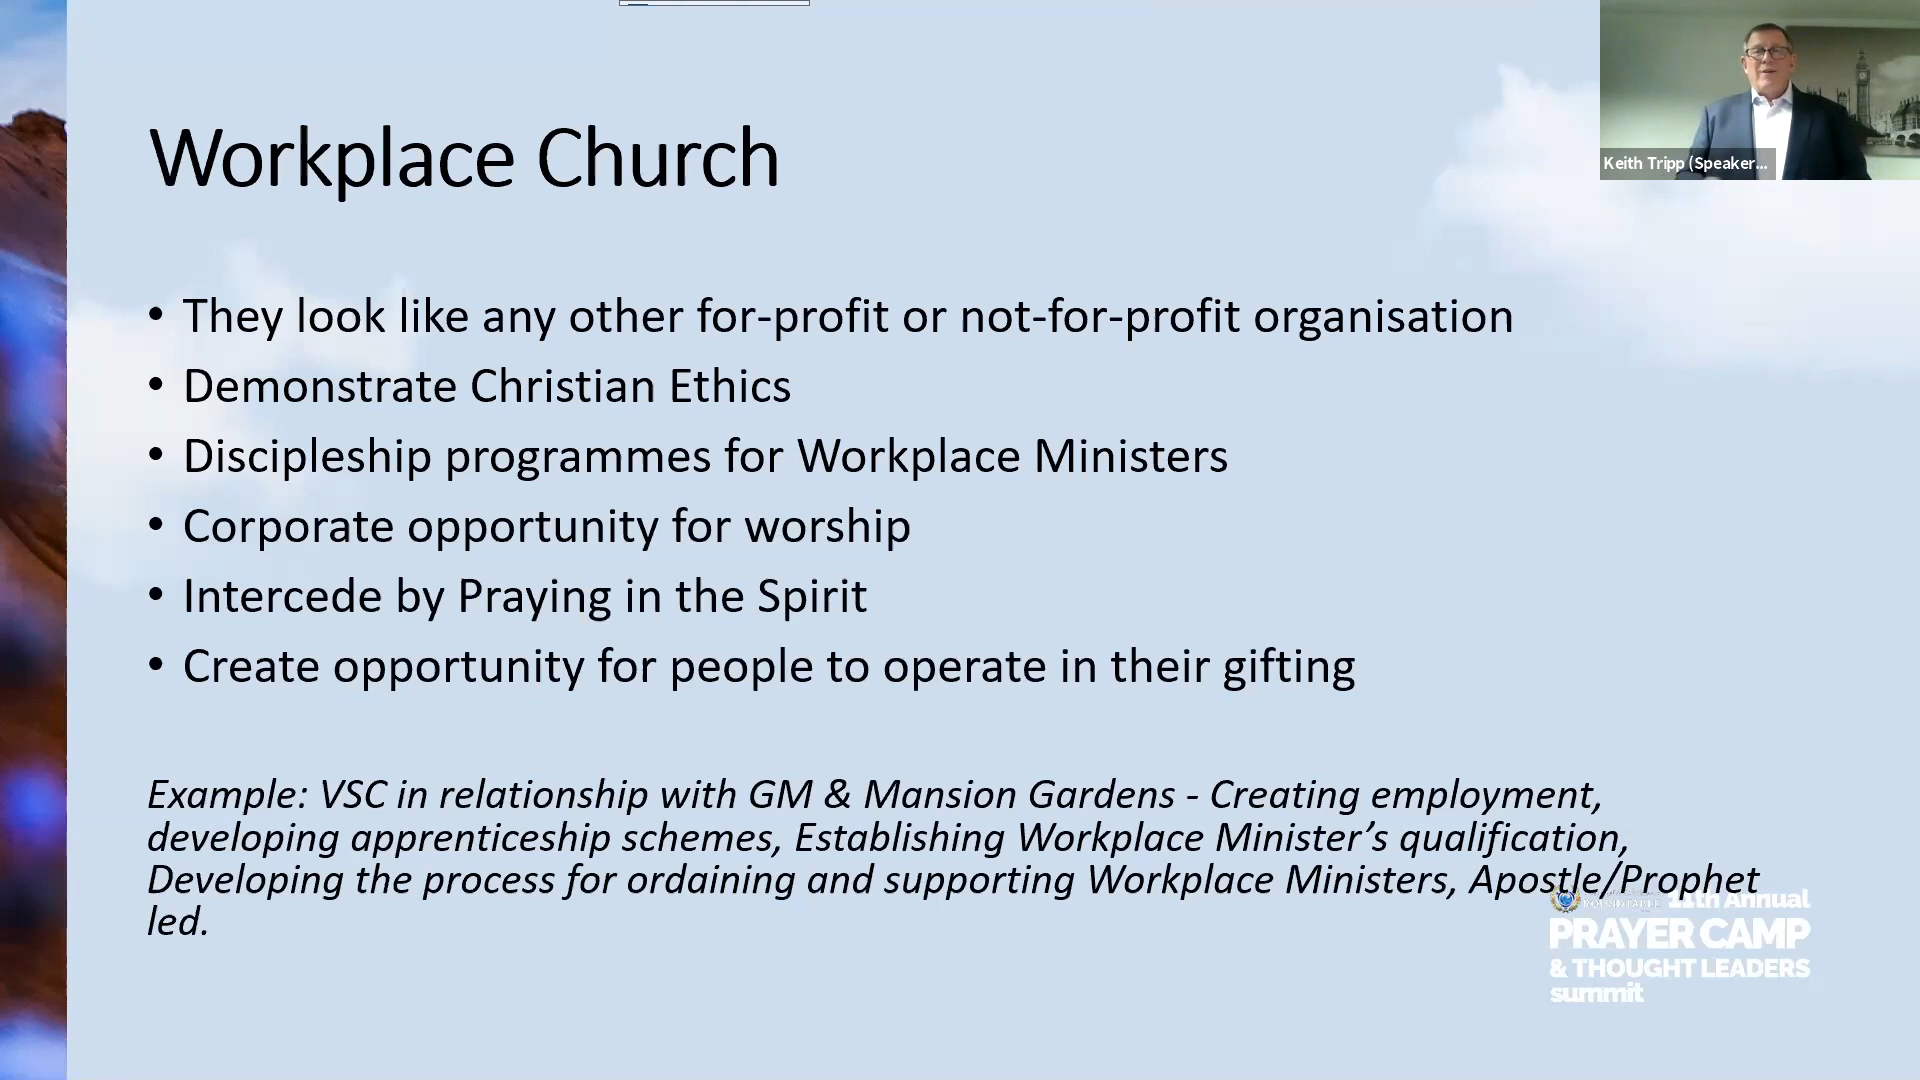 Keith Tripp (Speaker...
Workplace Church
• They look like any other for-profit or not-for-profit organisation
• Demonstrate Christian Ethics
• Discipleship programmes for Workplace Ministers
• Corporate opportunity for worship
• Intercede by Praying in the Spirit
• Create opportunity for people to operate in their gifting
Example: VSC in relationship with GM & Mansion Gardens - Creating employment,
developing apprenticeship schemes, Establishing Workplace Minister’s qualification,
Developing the process for ordaining and supporting Workplace Ministers, Apostle/Prophet
led.
11th Annual
PRAYER CAMP
& THOUGHT LEADERS
summit